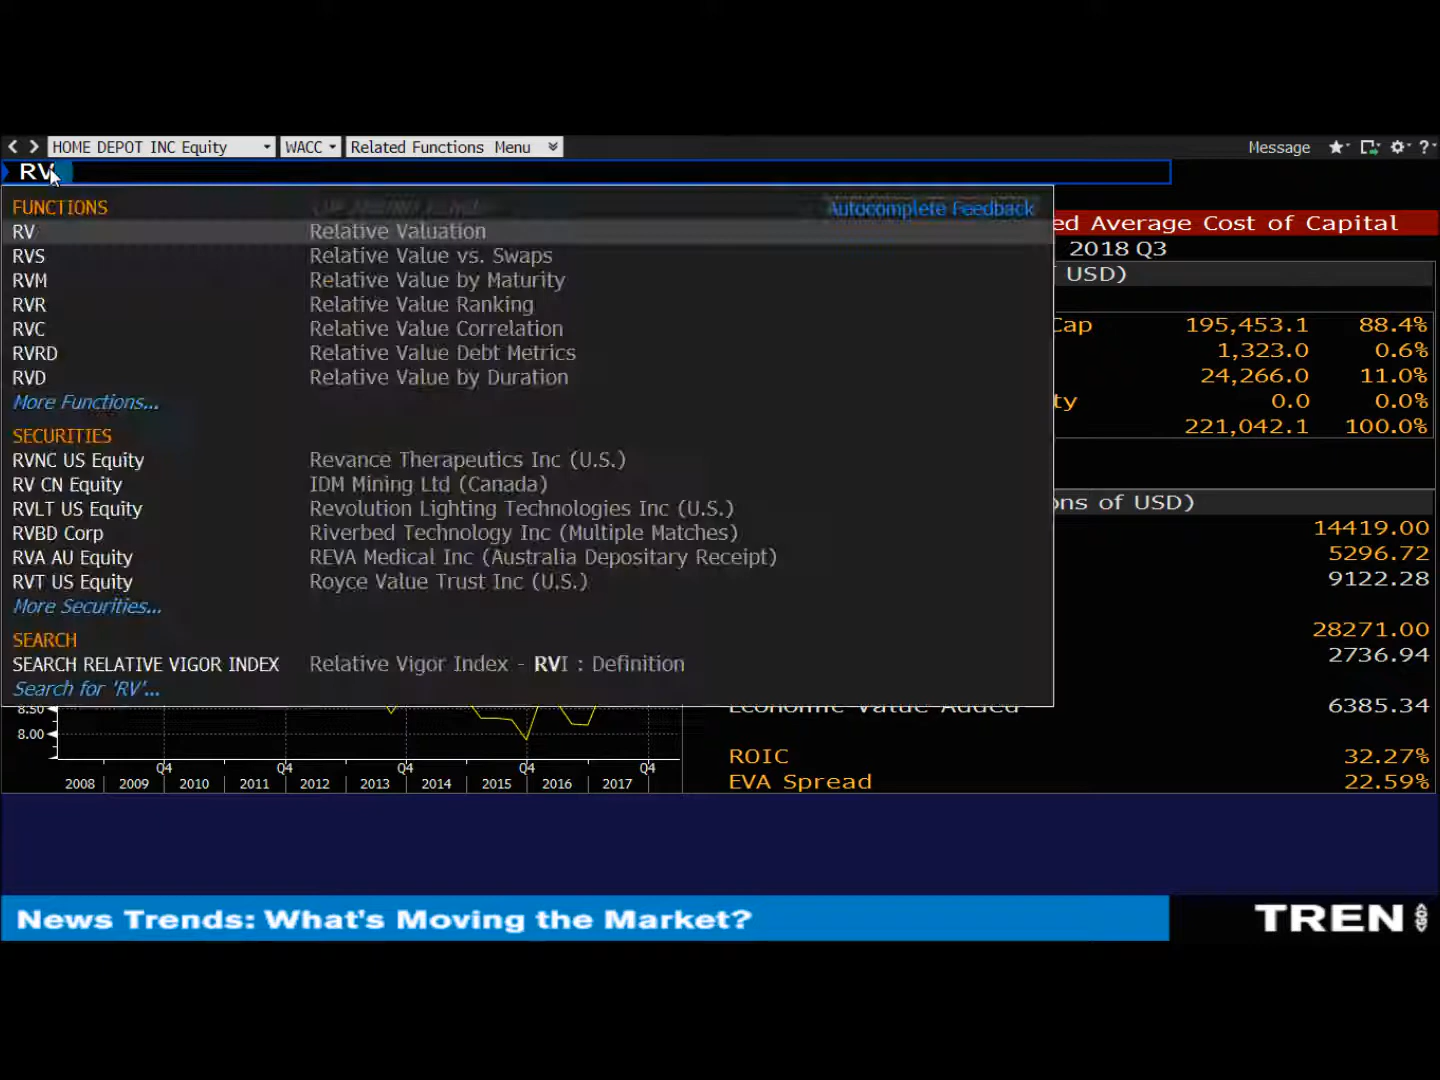 HOME DEPOT INC Equity WACC Related Functions Menu Message ?
RV
FUNCTIONS Autocomplete Feedback
RV Relative Valuation
RVS Relative Value vs. Swaps
RVM Relative Value by Maturity
RVR Relative Value Ranking
RVC Relative Value Correlation
RVRD Relative Value Debt Metrics
RVD Relative Value by Duration
More Functions...
SECURITIES
RVNC US Equity Revance Therapeutics Inc (U.S.)
RV CN Equity IDM Mining Ltd (Canada)
RVLT US Equity Revolution Lighting Technologies Inc (U.S.)
RVBD Corp Riverbed Technology Inc (Multiple Matches)
RVA AU Equity REVA Medical Inc (Australia Depositary Receipt)
RVT US Equity Royce Value Trust Inc (U.S.)
More Securities...
SEARCH
SEARCH RELATIVE VIGOR INDEX Relative Vigor Index - RVI : Definition
Search for 'RV'...
ed Average Cost of Capital
2018 Q3
USD)
Cap 195,453.1 88.4%
1,323.0 0.6%
24,266.0 11.0%
ty 0.0 0.0%
221,042.1 100.0%
ons of USD)
14419.00
5296.72
9122.28
28271.00
2736.94
Economic Value Added 6385.34
ROIC 32.27%
EVA Spread 22.59%
8.50
8.00
Q4 Q4 Q4 Q4 Q4
2008 2009 2010 2011 2012 2013 2014 2015 2016 2017
News Trends: What's Moving the Market?
TREN